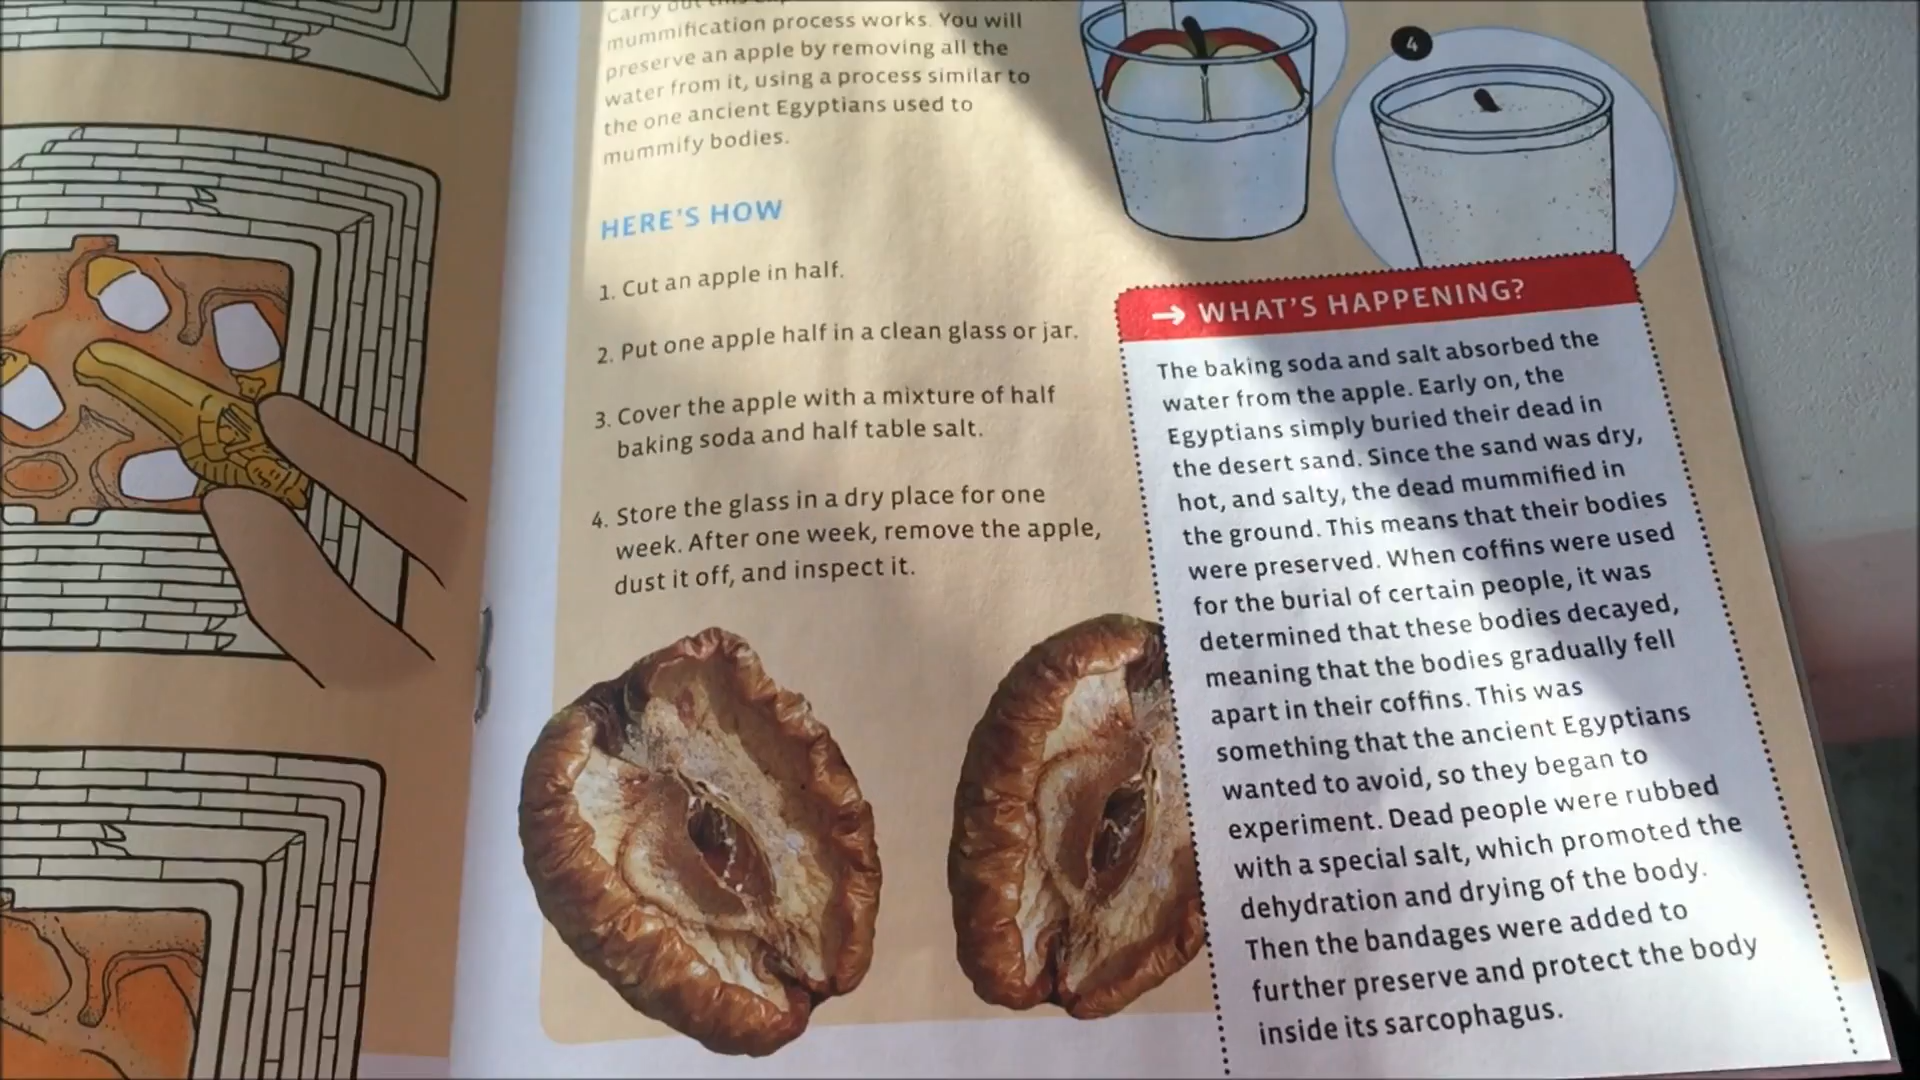 Carry out this
mummification process works. You will
preserve an apple by removing all the
water from it, using a process similar to
the one ancient Egyptians used to
mummify bodies.
HERE'S HOW
1. Cut an apple in half.
2. Put one apple half in a clean glass or jar.
3. Cover the apple with a mixture of half
baking soda and half table salt.
4. Store the glass in a dry place for one
week. After one week, remove the apple,
dust it off, and inspect it.
4
→ WHAT'S HAPPENING?
The baking soda and salt absorbed the
water from the apple. Early on, the
Egyptians simply buried their dead in
the desert sand. Since the sand was dry,
hot, and salty, the dead mummified in
the ground. This means that their bodies
were preserved. When coffins were used
for the burial of certain people, it was
determined that these bodies decayed,
meaning that the bodies gradually fell
apart in their coffins. This was
something that the ancient Egyptians
wanted to avoid, so they began to
experiment. Dead people were rubbed
with a special salt, which promoted the
dehydration and drying of the body.
Then the bandages were added to
further preserve and protect the body
inside its sarcophagus.